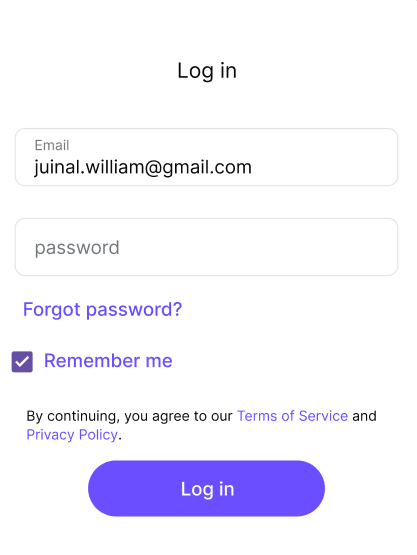 Log in
Email
juinal.william@gmail.com
password
Forgot password?
Remember me
By continuing, you agree to our Terms of Service and
Privacy Policy.
Log in